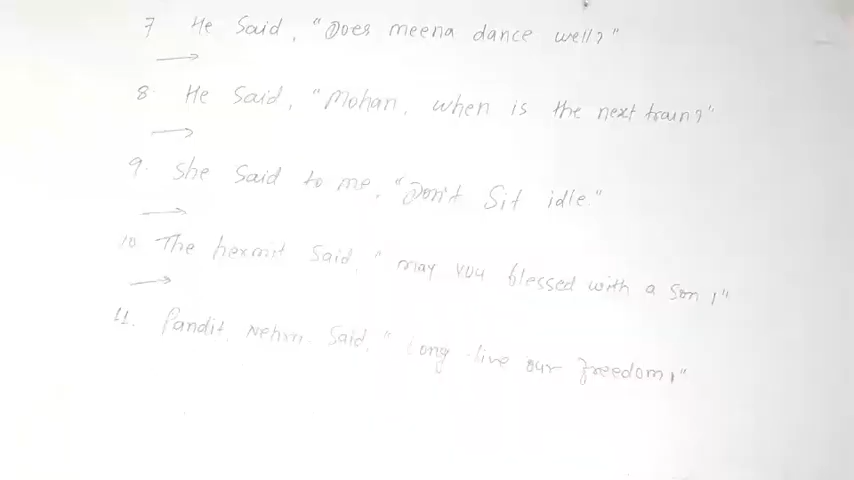 7 He Said, "Does meena dance well?"
8. He Said, "Mohan, when is the next train?"
9. She Said to me, "Don't Sit idle."
10 The hermit Said, "may you blessed with a son!"
11. Pandit Nehru Said, "Long live our freedom!"